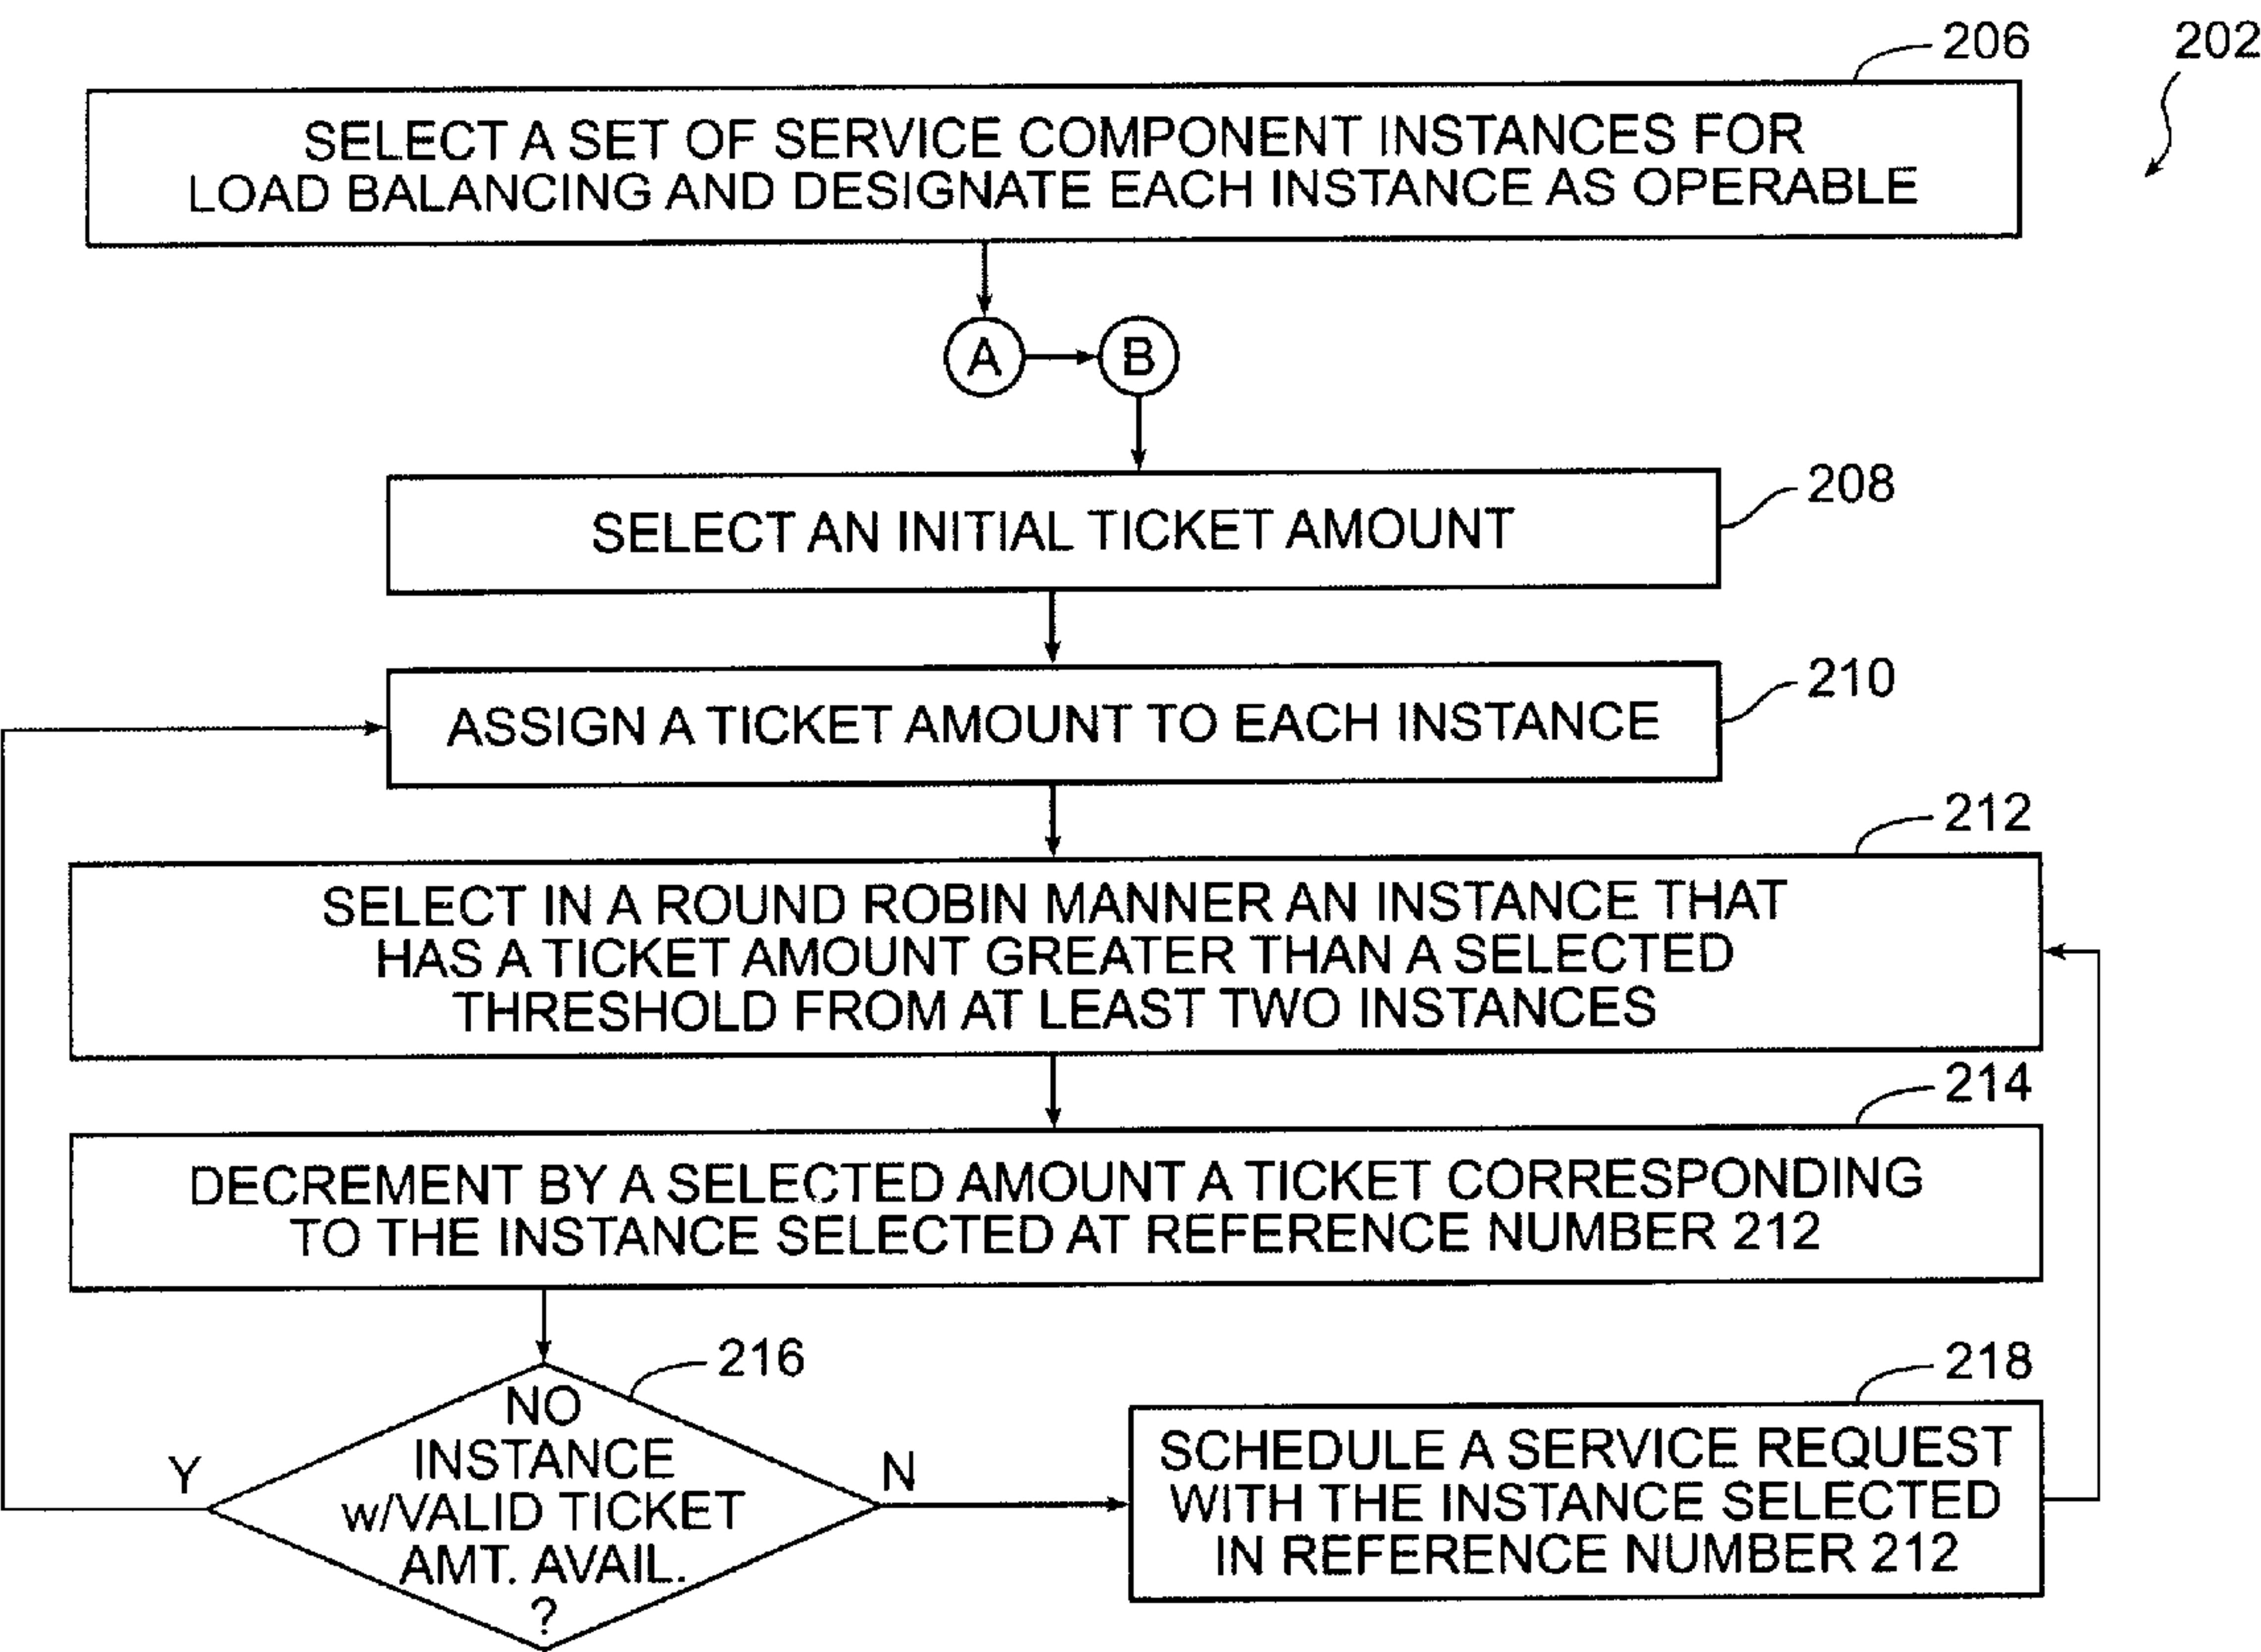 206
202
SELECT A SET OF SERVICE COMPONENT INSTANCES FOR
LOAD BALANCING AND DESIGNATE EACH INSTANCE AS OPERABLE
A
B
208
SELECT AN INITIAL TICKET AMOUNT
210
ASSIGN A TICKET AMOUNT TO EACH INSTANCE
212
SELECT IN A ROUND ROBIN MANNER AN INSTANCE THAT
HAS A TICKET AMOUNT GREATER THAN A SELECTED
THRESHOLD FROM AT LEAST TWO INSTANCES
214
DECREMENT BY A SELECTED AMOUNT A TICKET CORRESPONDING
TO THE INSTANCE SELECTED AT REFERENCE NUMBER 212
216
NO
INSTANCE
w/VALID TICKET
AMT. AVAIL.
?
Y
N
218
SCHEDULE A SERVICE REQUEST
WITH THE INSTANCE SELECTED
IN REFERENCE NUMBER 212